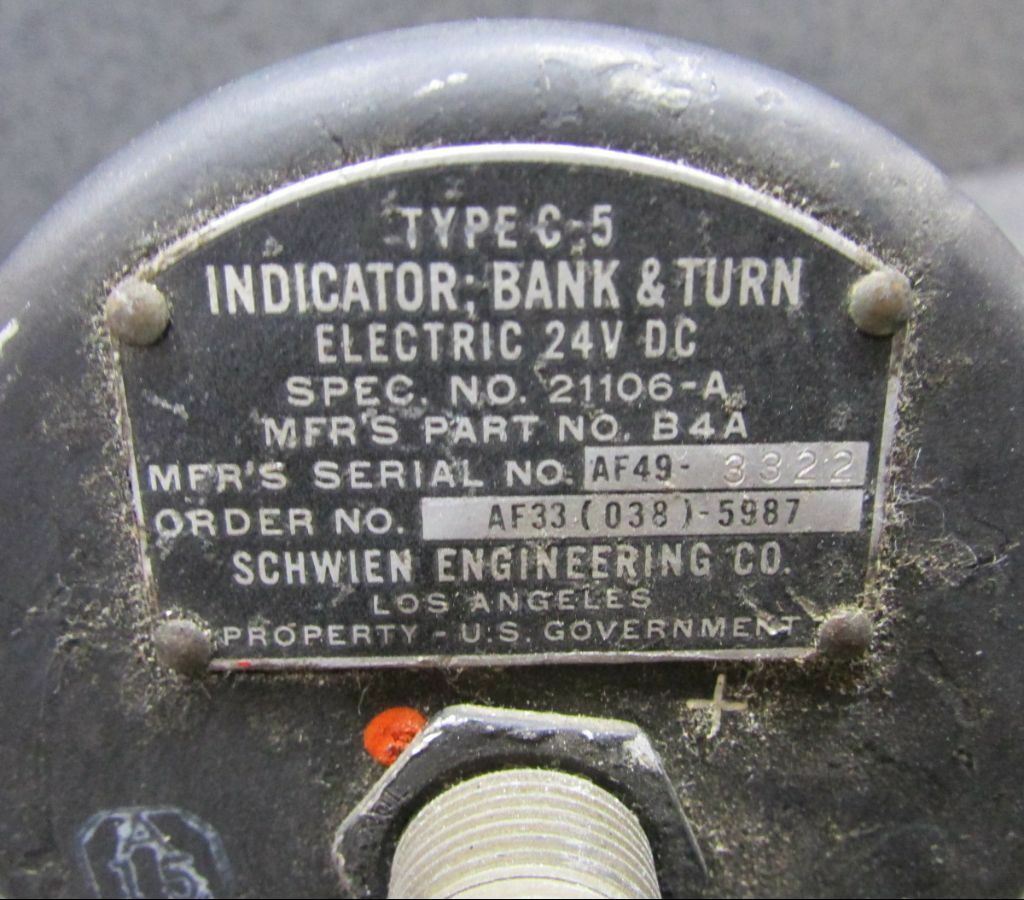 TYPE C-5
INDICATOR; BANK & TURN
ELECTRIC 24V DC
SPEC. NO. 21106-A
MFR'S PART NO. B4A
MFR'S SERIAL NO. AF49-3322
ORDER NO. AF33(038)-5987
SCHWIEN ENGINEERING CO.
LOS ANGELES
PROPERTY - U.S. GOVERNMENT
+
A
115